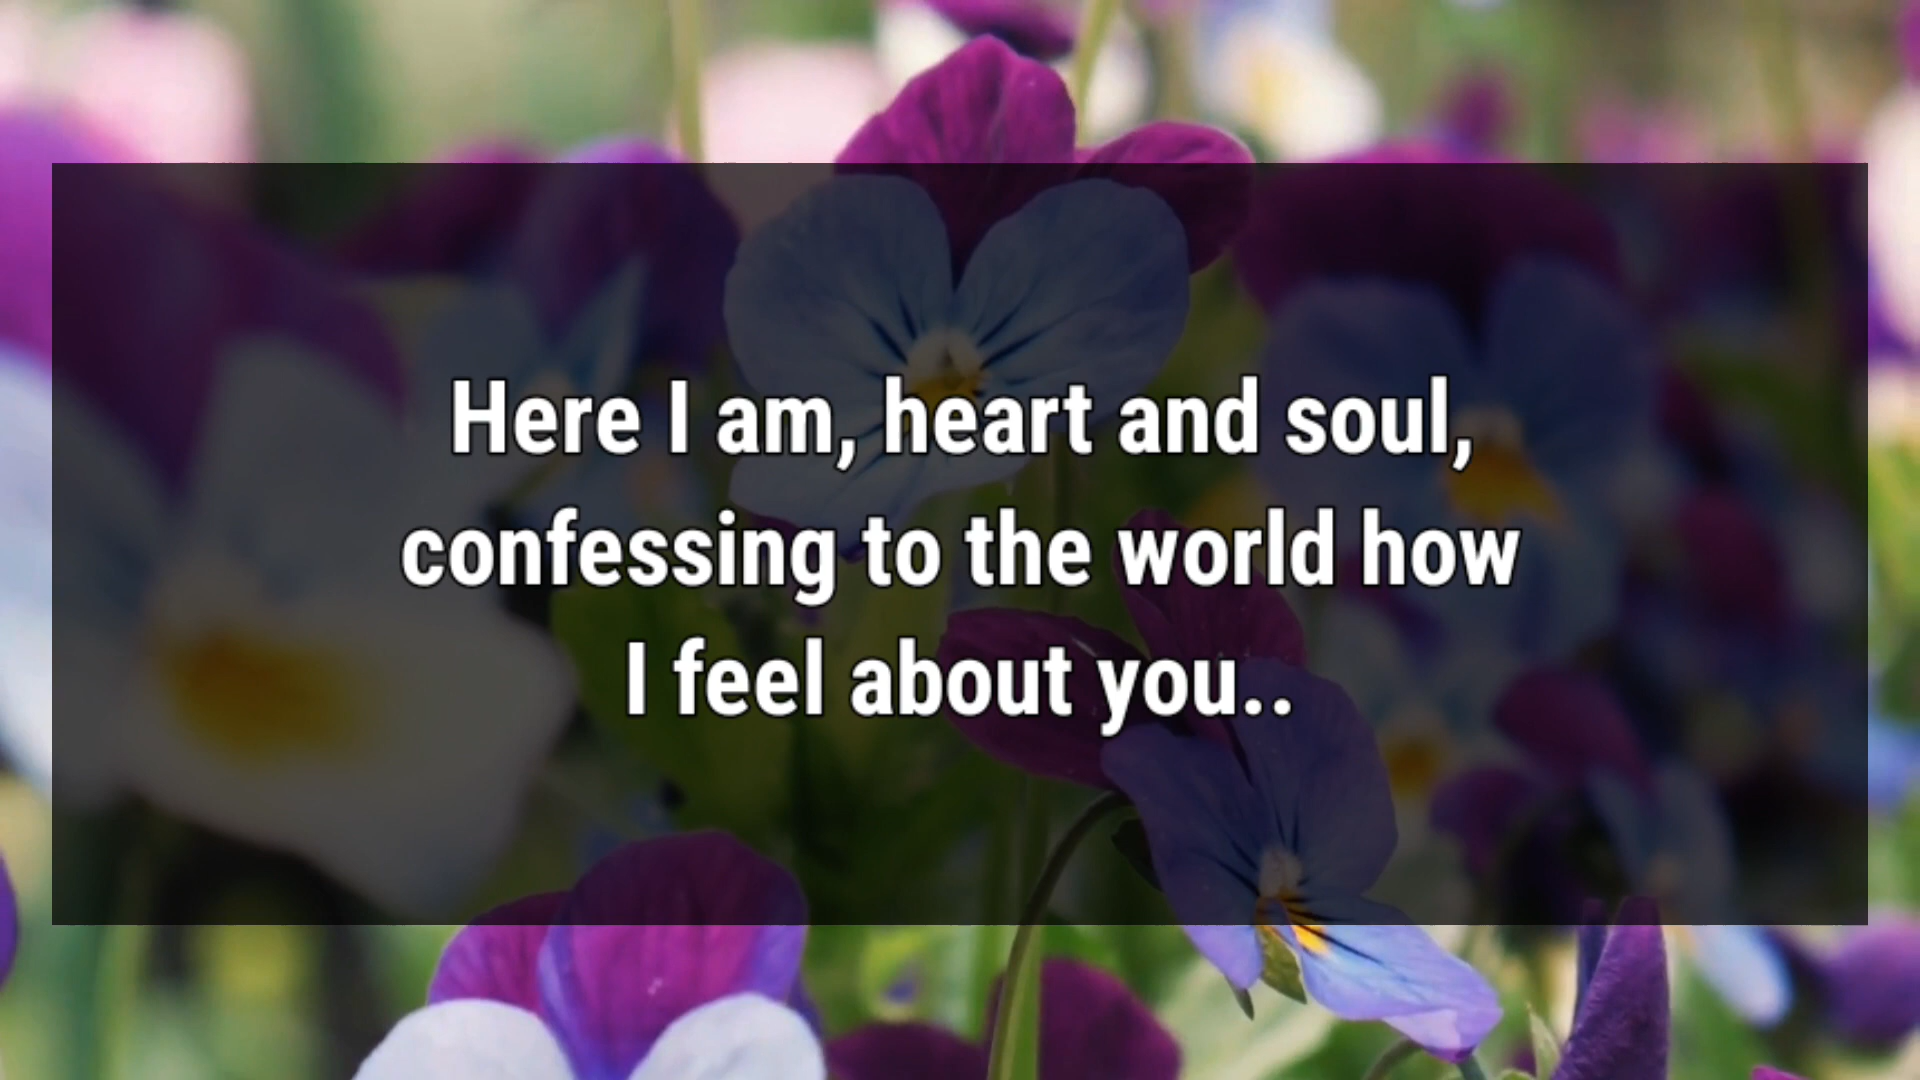 Here I am, heart and soul,
confessing to the world how
I feel about you..